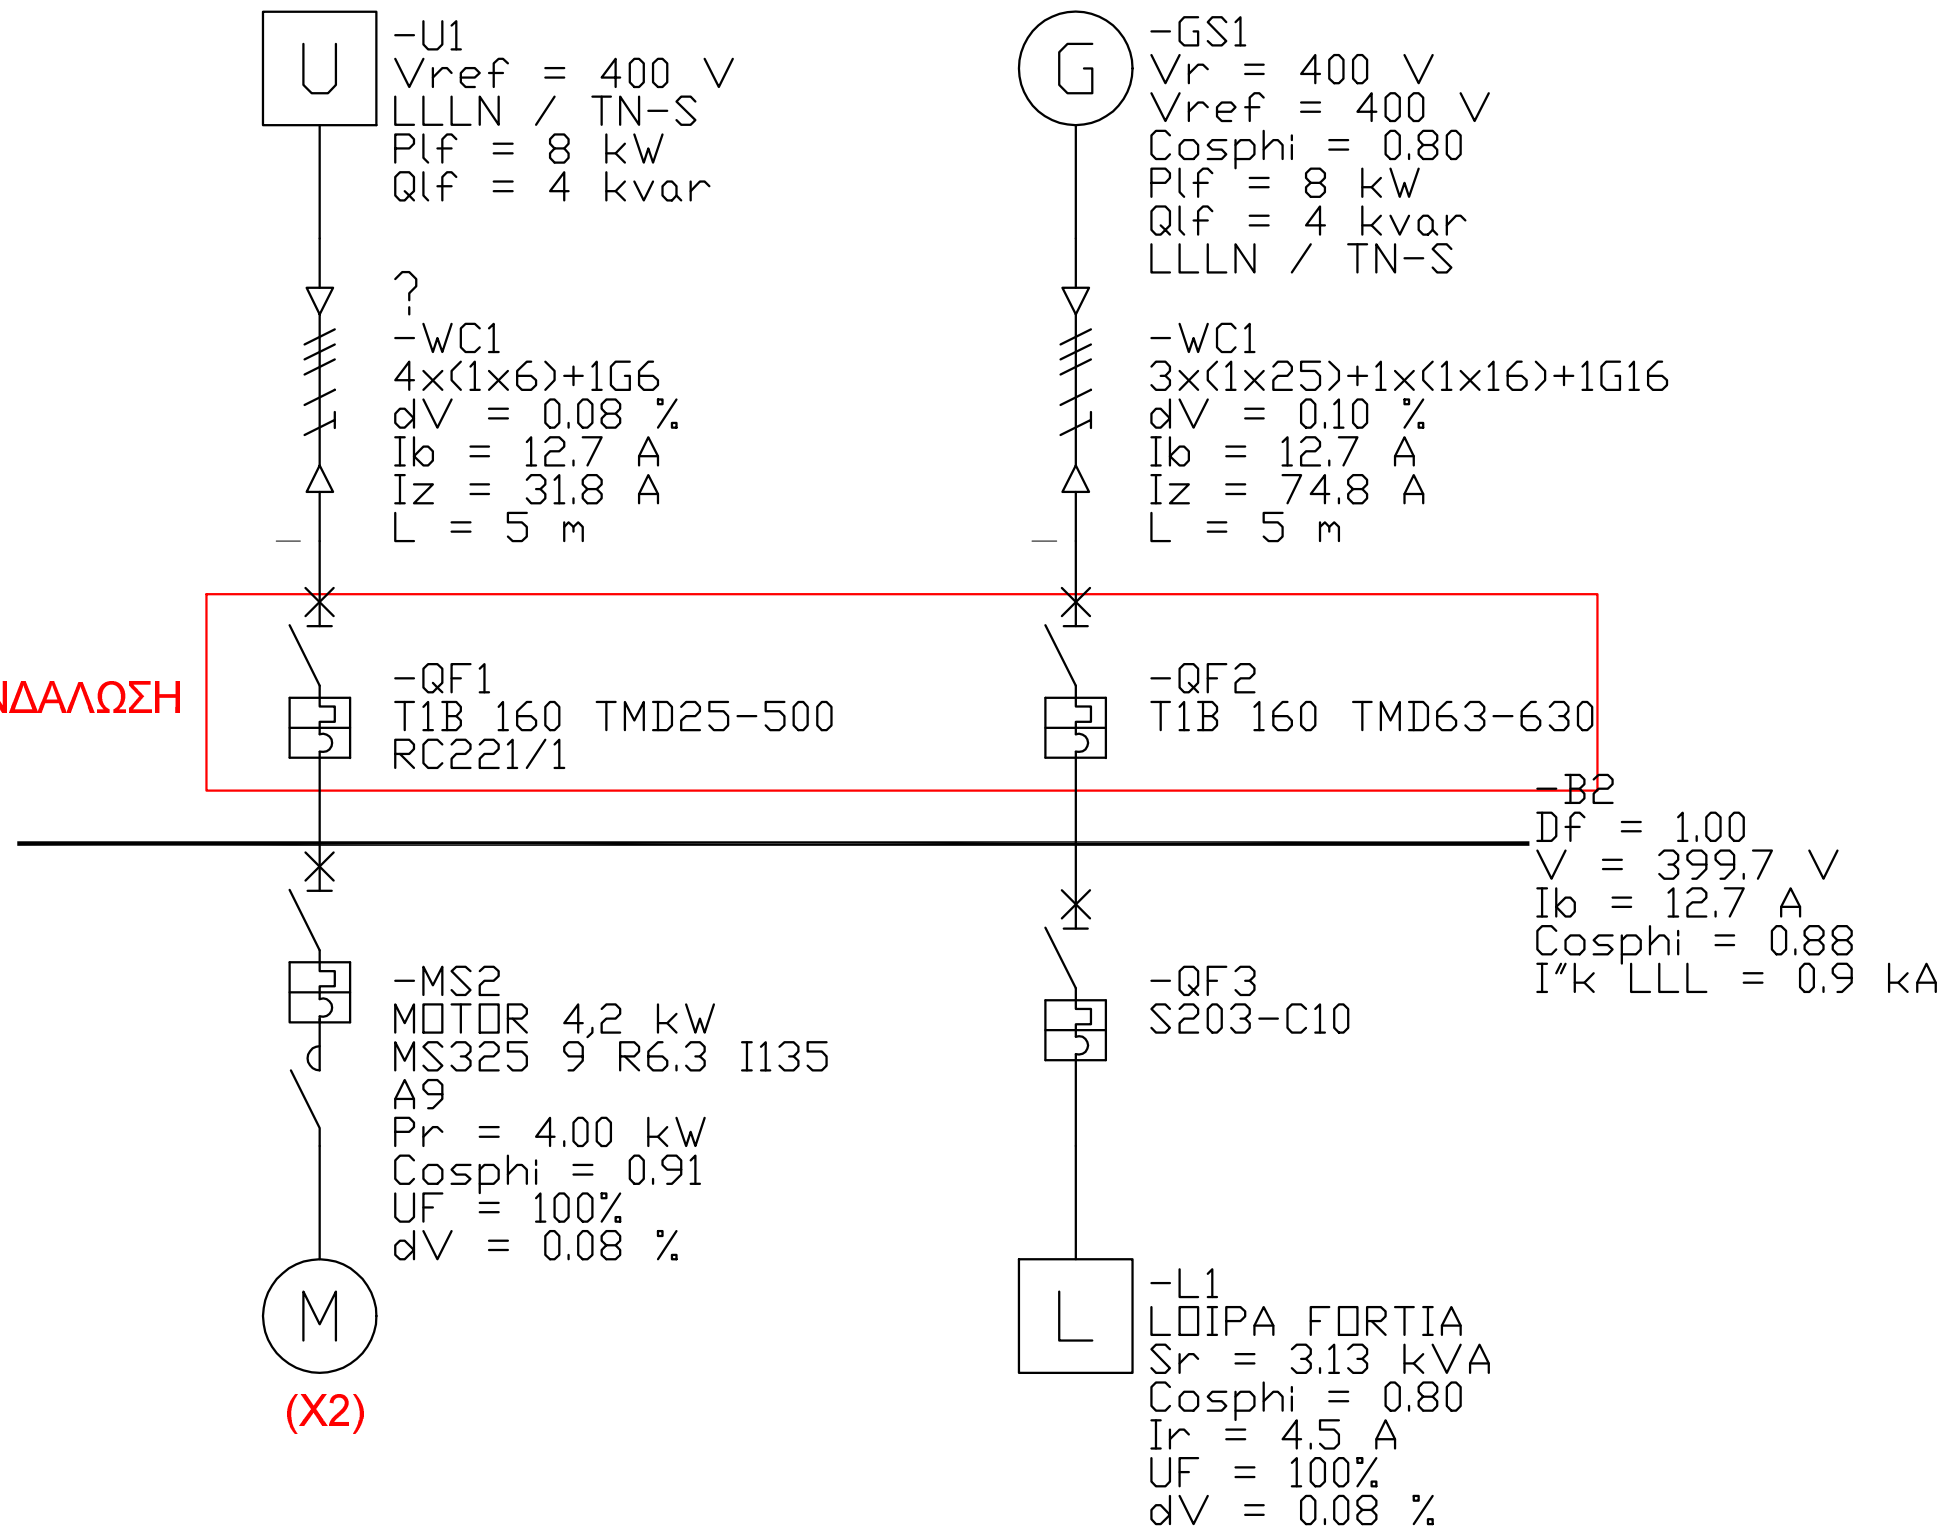 U
-U1
Vref = 400 V
LLLN / TN-S
Plf = 8 kW
Qlf = 4 kvar
G
-GS1
Vr = 400 V
Vref = 400 V
Cosphi = 0.80
Plf = 8 kW
Qlf = 4 kvar
LLLN / TN-S
?
-WC1
4x(1x6)+1G6
dV = 0.08 %
Ib = 12.7 A
Iz = 31.8 A
L = 5 m
-WC1
3x(1x25)+1x(1x16)+1G16
dV = 0.10 %
Ib = 12.7 A
Iz = 74.8 A
L = 5 m
ΔΑΛΩΣΗ
-QF1
T1B 160 TMD25-500
RC221/1
-QF2
T1B 160 TMD63-630
-B2
Df = 1.00
V = 399.7 V
Ib = 12.7 A
Cosphi = 0.88
I"k LLL = 0.9 kA
-MS2
MOTOR 4,2 kW
MS325 9 R6.3 I135
A9
Pr = 4.00 kW
Cosphi = 0.91
UF = 100%
dV = 0.08 %
M
(X2)
-QF3
S203-C10
L
-L1
LOIPA FORTIA
Sr = 3.13 kVA
Cosphi = 0.80
Ir = 4.5 A
UF = 100%
dV = 0.08 %